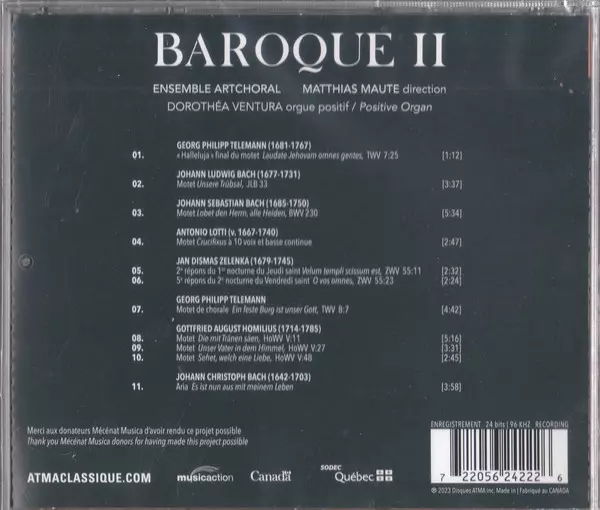 BAROQUE II
ENSEMBLE ARTCHORAL MATTHIAS MAUTE direction
DOROTHÉA VENTURA orgue positif / Positive Organ
GEORG PHILIPP TELEMANN (1681-1767)
01. « Halleluja » final du motet Laudate Jehovam omnes gentes, TWV 7:25 [1:12]
JOHANN LUDWIG BACH (1677-1731)
02. Motet Unsere Trübsal, JLB 33 [3:37]
JOHANN SEBASTIAN BACH (1685-1750)
03. Motet Lobet den Herrn, alle Heiden, BWV 230 [5:34]
ANTONIO LOTTI (v. 1667-1740)
04. Motet Crucifixus à 10 voix et basse continue [2:47]
JAN DISMAS ZELENKA (1679-1745)
05. 2e répons du 1er nocturne du Jeudi saint Velum templi scissum est, ZWV 55:11 [2:32]
06. 5e répons du 2e nocturne du Vendredi saint O vos omnes, ZWV 55:23 [2:24]
GEORG PHILIPP TELEMANN
07. Motet de chorale Ein feste Burg ist unser Gott, TWV 8:7 [4:42]
GOTTFRIED AUGUST HOMILIUS (1714-1785)
08. Motet Die mit Tränen säen, HoWV V:11 [5:16]
09. Motet Unser Vater in dem Himmel, HoWV V:27 [3:31]
10. Motet Sehet, welch eine Liebe, HoWV V:48 [2:45]
JOHANN CHRISTOPH BACH (1642-1703)
11. Aria Es ist nun aus mit meinem Leben [3:58]
Merci aux donateurs Mécénat Musica d'avoir rendu ce projet possible
Thank you Mécénat Musica donors for having made this project possible
ENREGISTREMENT 24 bits | 96 KHZ RECORDING
ATMACLASSIQUE.COM
musicaction
Canada
SODEC
Québec
7 22056 24222 6
℗ 2023 Disques ATMA inc. Made in | Fabriqué au CANADA